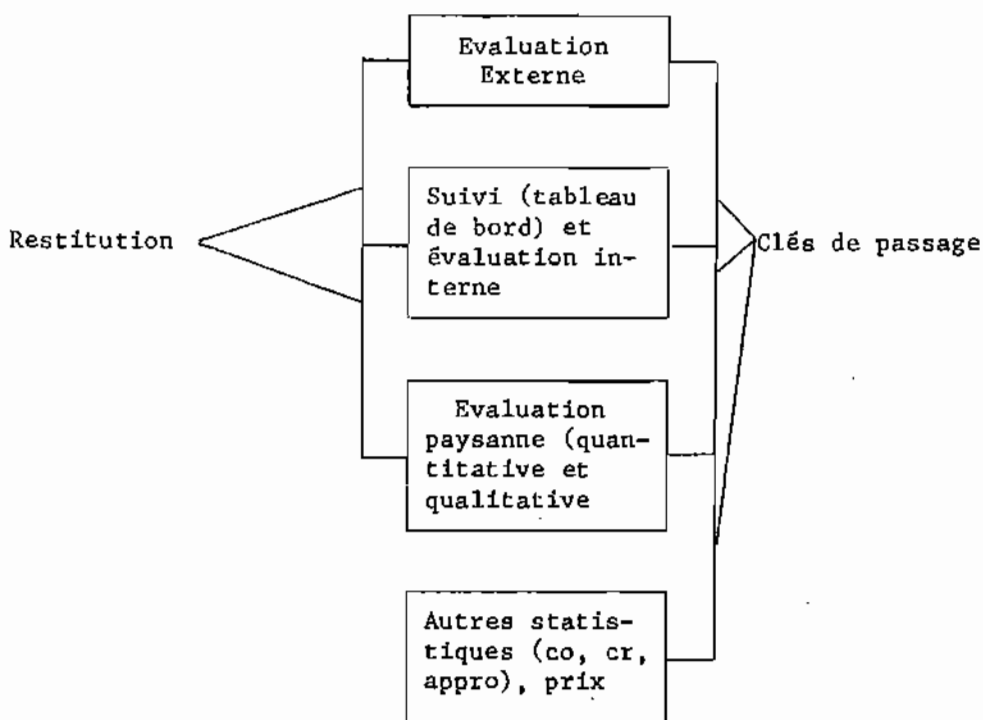 Evaluation
Externe
Suivi (tableau
de bord) et
évaluation in-
terne
Restitution
Clés de passage
Evaluation
paysanne (quan-
titative et
qualitative
Autres statis-
tiques (co, cr,
appro), prix